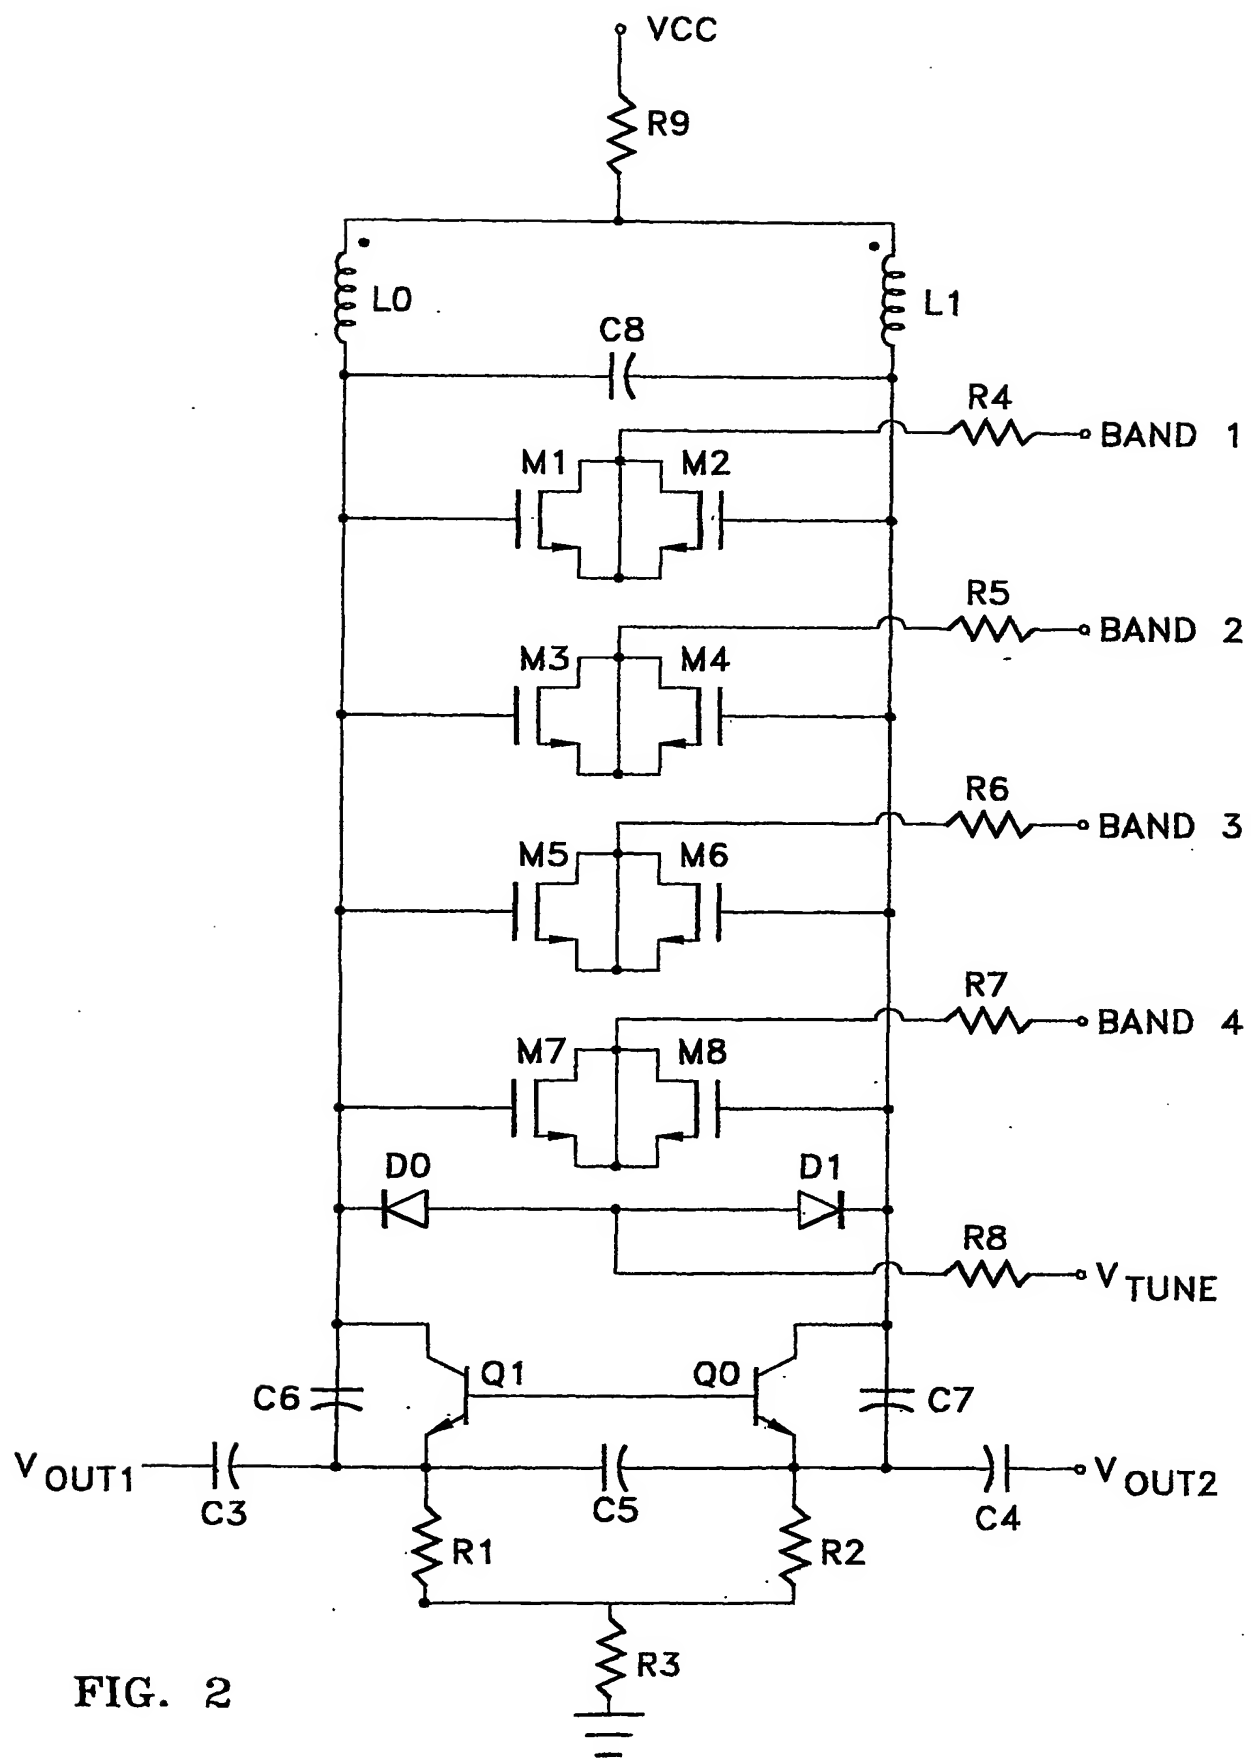 VCC
R9
L0
L1
C8
R4
BAND 1
M1 M2
R5
BAND 2
M3 M4
R6
BAND 3
M5 M6
R7
BAND 4
M7 M8
D0 D1
R8
VTUNE
Q1 Q0
C6 C7
VOUT1 VOUT2
C3 C5 C4
R1 R2
R3
FIG. 2